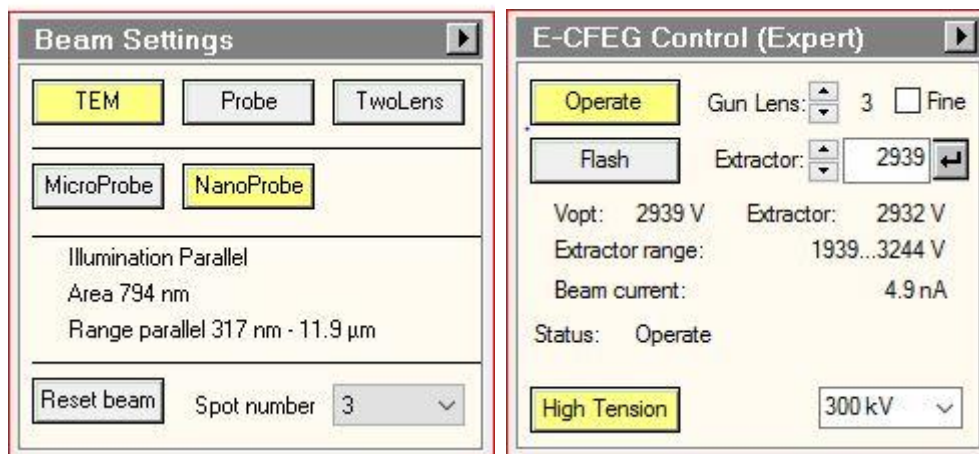 Beam Settings
TEM Probe TwoLens
MicroProbe NanoProbe
Illumination Parallel
Area 794 nm
Range parallel 317 nm - 11.9 µm
Reset beam Spot number 3
E-CFEG Control (Expert)
Operate Gun Lens: 3 Fine
Flash Extractor: 2939
Vopt: 2939 V Extractor: 2932 V
Extractor range: 1939...3244 V
Beam current: 4.9 nA
Status: Operate
High Tension 300 kV